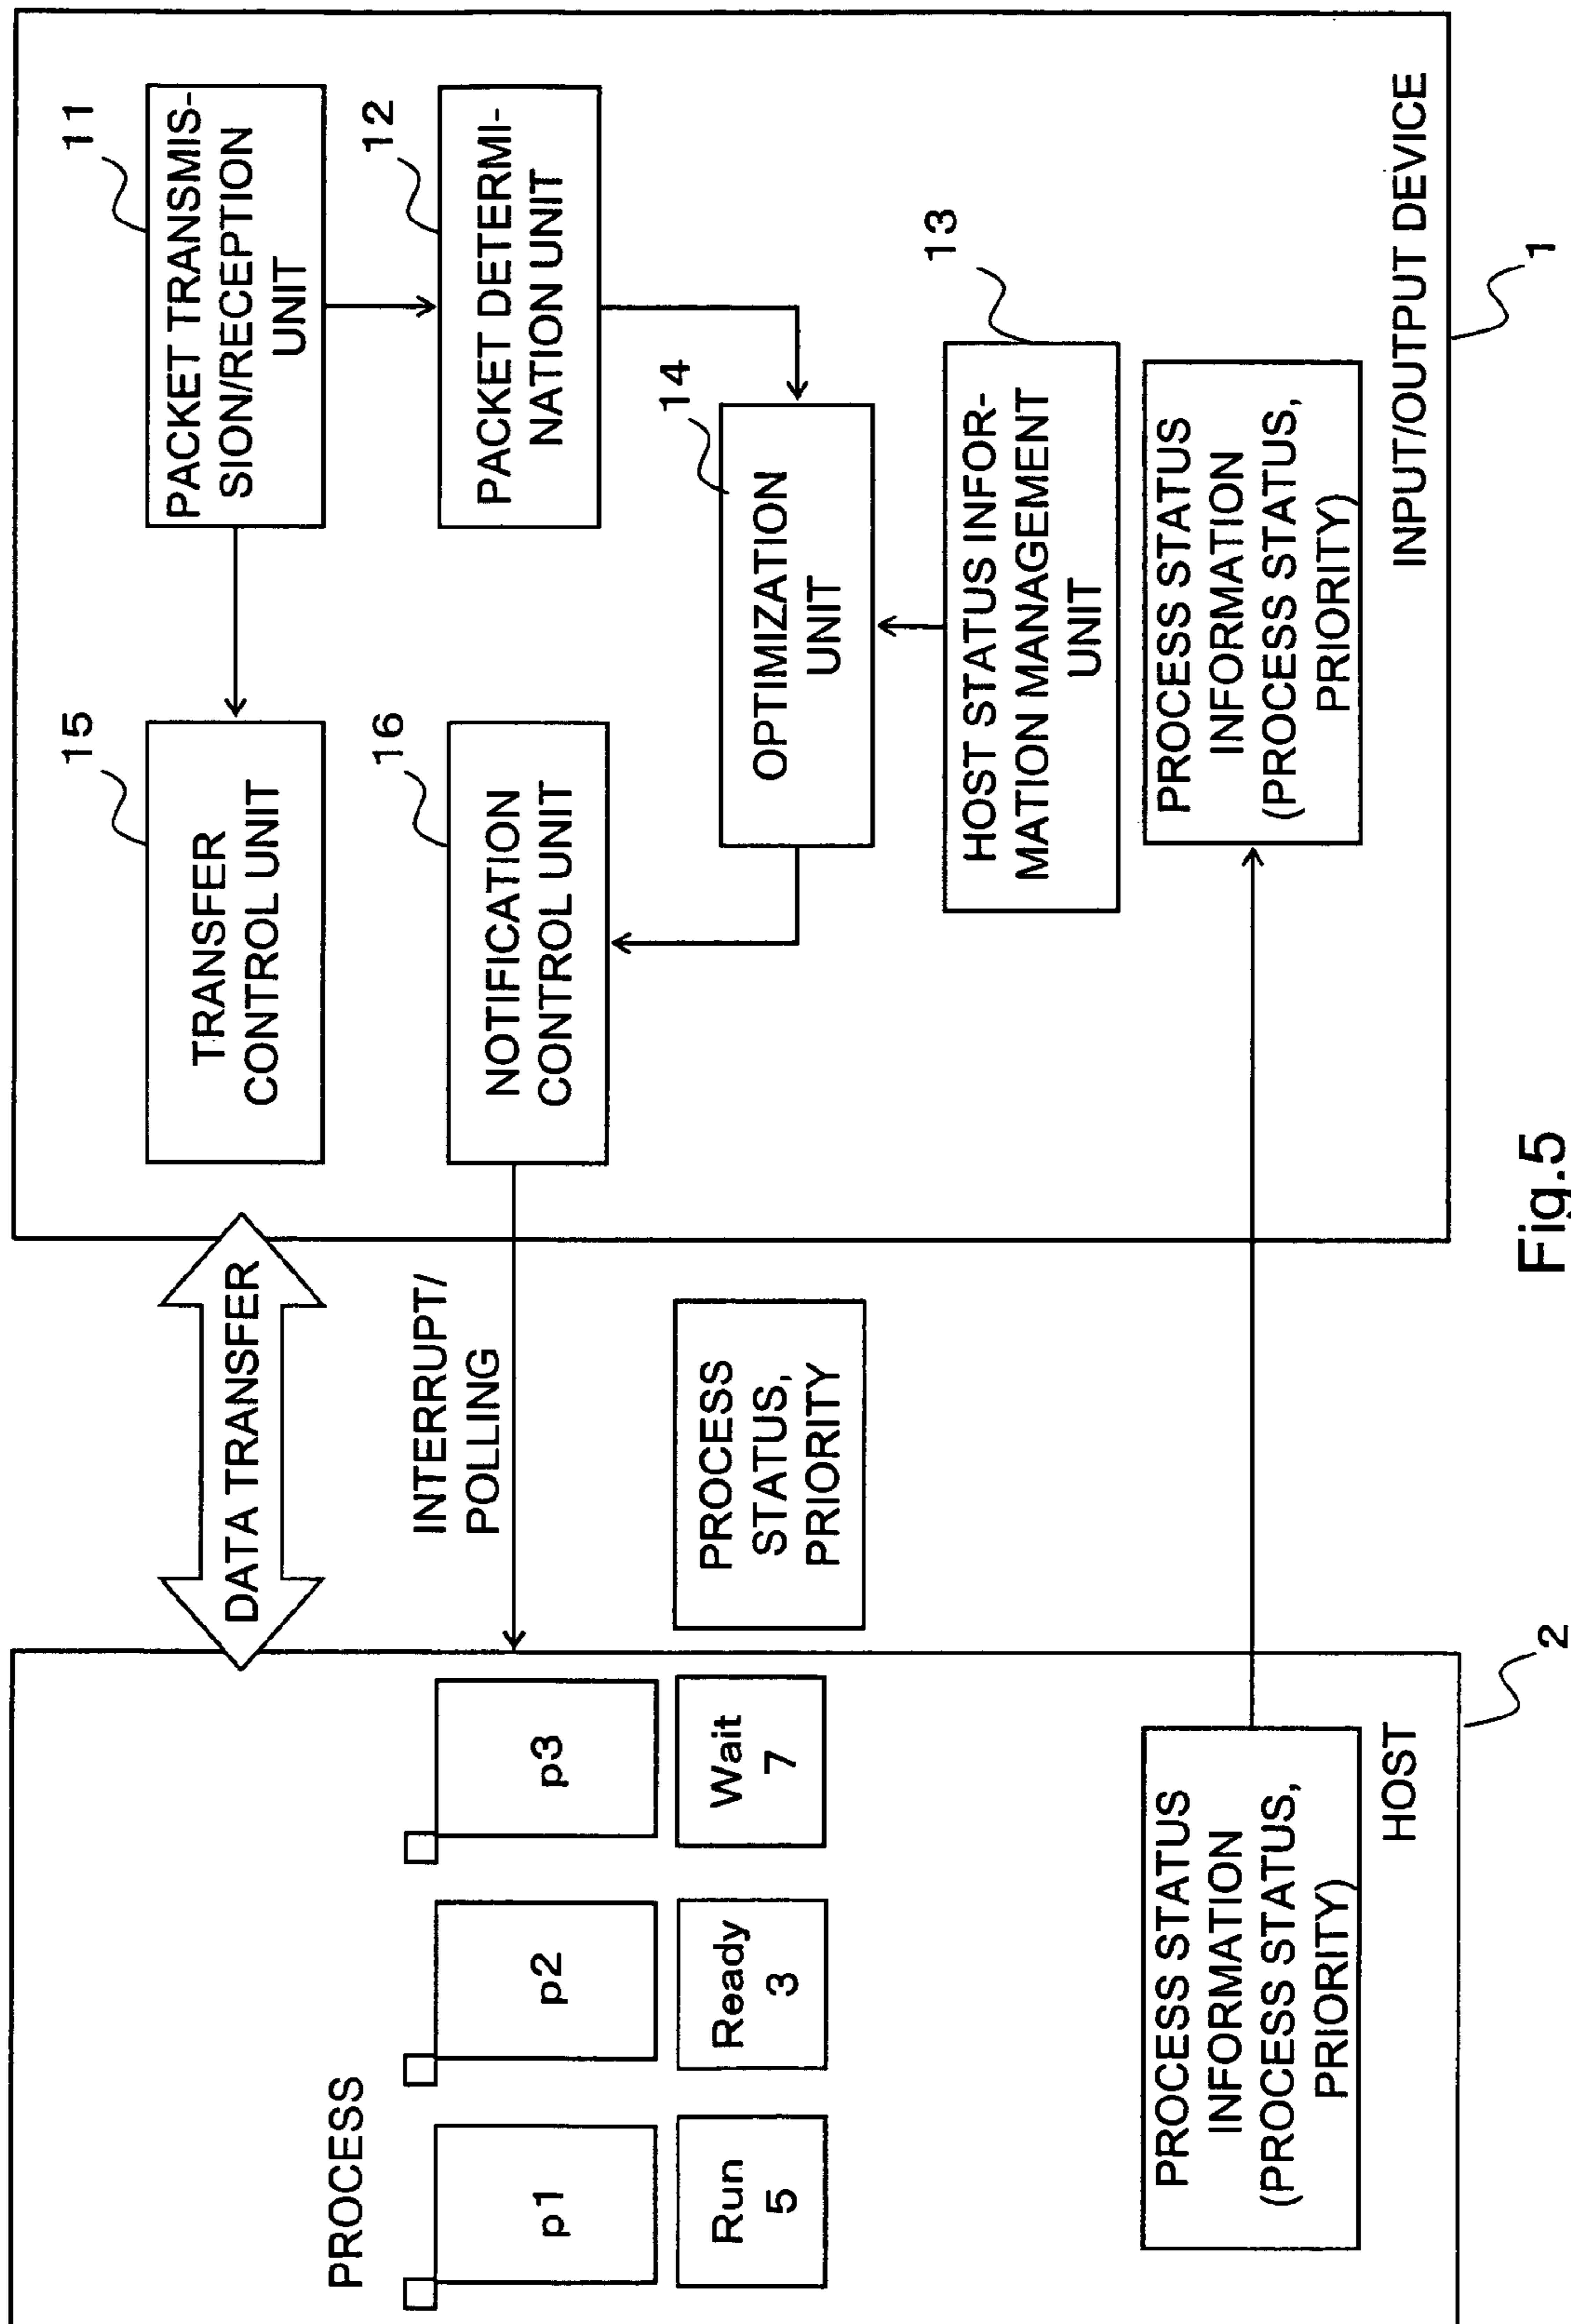 PROCESS
p1
p2
p3
Run
5
Ready
3
Wait
7
PROCESS STATUS
INFORMATION
(PROCESS STATUS,
PRIORITY)
HOST
2
DATA TRANSFER
INTERRUPT/
POLLING
PROCESS
STATUS,
PRIORITY
15
TRANSFER
CONTROL UNIT
11
PACKET TRANSMIS-
SION/RECEPTION
UNIT
16
NOTIFICATION
CONTROL UNIT
12
PACKET DETERMI-
NATION UNIT
14
OPTIMIZATION
UNIT
13
HOST STATUS INFOR-
MATION MANAGEMENT
UNIT
PROCESS STATUS
INFORMATION
(PROCESS STATUS,
PRIORITY)
INPUT/OUTPUT DEVICE
1
Fig.5